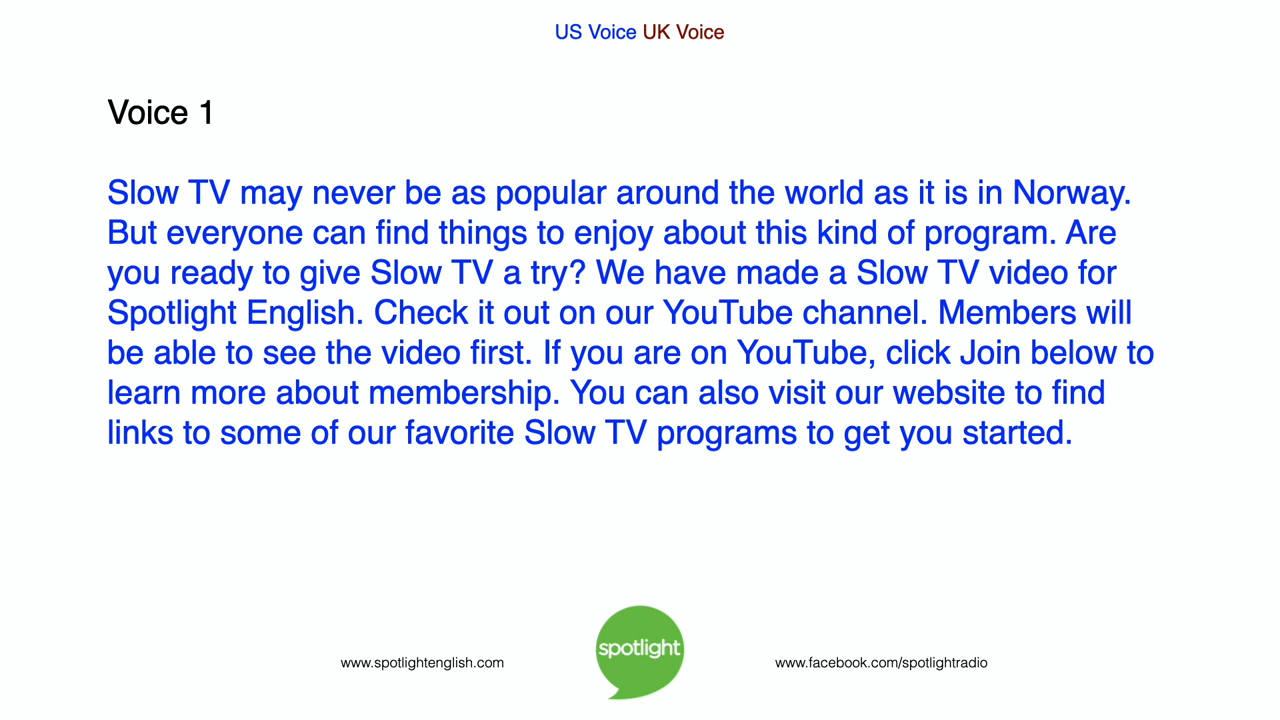 US Voice UK Voice
Voice 1
Slow TV may never be as popular around the world as it is in Norway.
But everyone can find things to enjoy about this kind of program. Are
you ready to give Slow TV a try? We have made a Slow TV video for
Spotlight English. Check it out on our YouTube channel. Members will
be able to see the video first. If you are on YouTube, click Join below to
learn more about membership. You can also visit our website to find
links to some of our favorite Slow TV programs to get you started.
www.spotlightenglish.com
spotlight
www.facebook.com/spotlightradio